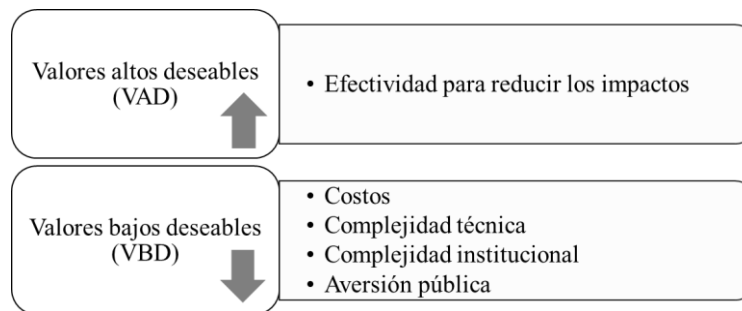 Valores altos deseables
(VAD)
• Efectividad para reducir los impactos
Valores bajos deseables
(VBD)
• Costos
• Complejidad técnica
• Complejidad institucional
• Aversión pública